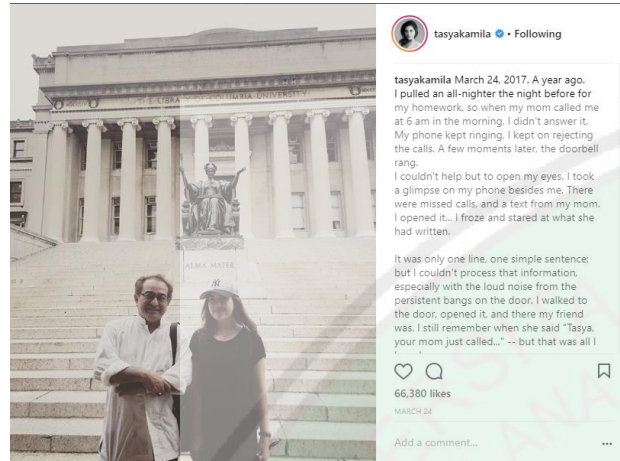 tasyakamila • Following
tasyakamila March 24, 2017. A year ago.
I pulled an all-nighter the night before for
my homework, so when my mom called me
at 6 am in the morning, I didn't answer it.
My phone kept ringing, I kept on rejecting
the calls. A few moments later, the doorbell
rang.
I couldn't help but to open my eyes. I took
a glimpse on my phone besides me. There
were missed calls, and a text from my mom.
I opened it... I froze and stared at what she
had written.
It was only one line, one simple sentence:
but I couldn't process that information,
especially with the loud noise from the
persistent bangs on the door. I walked to
the door, opened it, and there my friend
was. I still remember when she said "Tasya,
your mom just called..." -- but that was all I
66,380 likes
MARCH 24
Add a comment...
LIBRARY OF COLUMBIA UNIVERSITY
ALMA MATER
NY